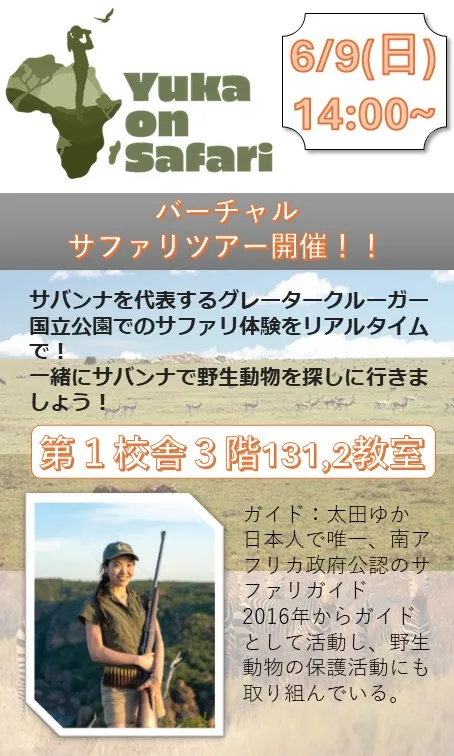 Yuka
on
Safari
6/9(日)
14:00~
バーチャル
サファリツアー開催！！
サバンナを代表するグレータークルーガー
国立公園でのサファリ体験をリアルタイム
で！
一緒にサバンナで野生動物を探しに行きま
しょう！
第１校舎３階131,2教室
ガイド：太田ゆか
日本人で唯一、南ア
フリカ政府公認のサ
ファリガイド
2016年からガイド
として活動し、野生
動物の保護活動にも
取り組んでいる。